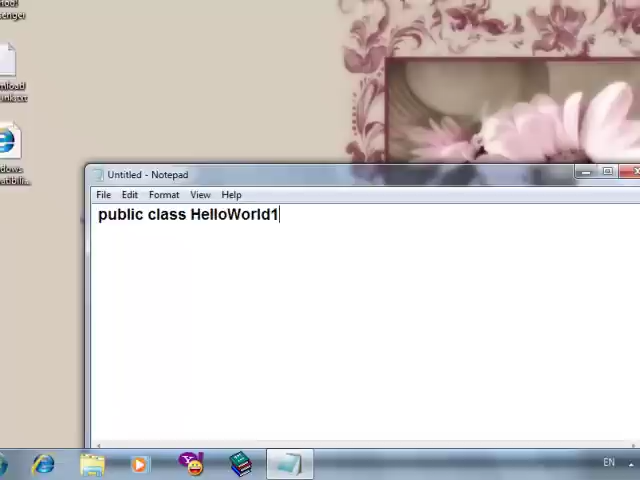 Untitled - Notepad
File Edit Format View Help
public class HelloWorld1
EN